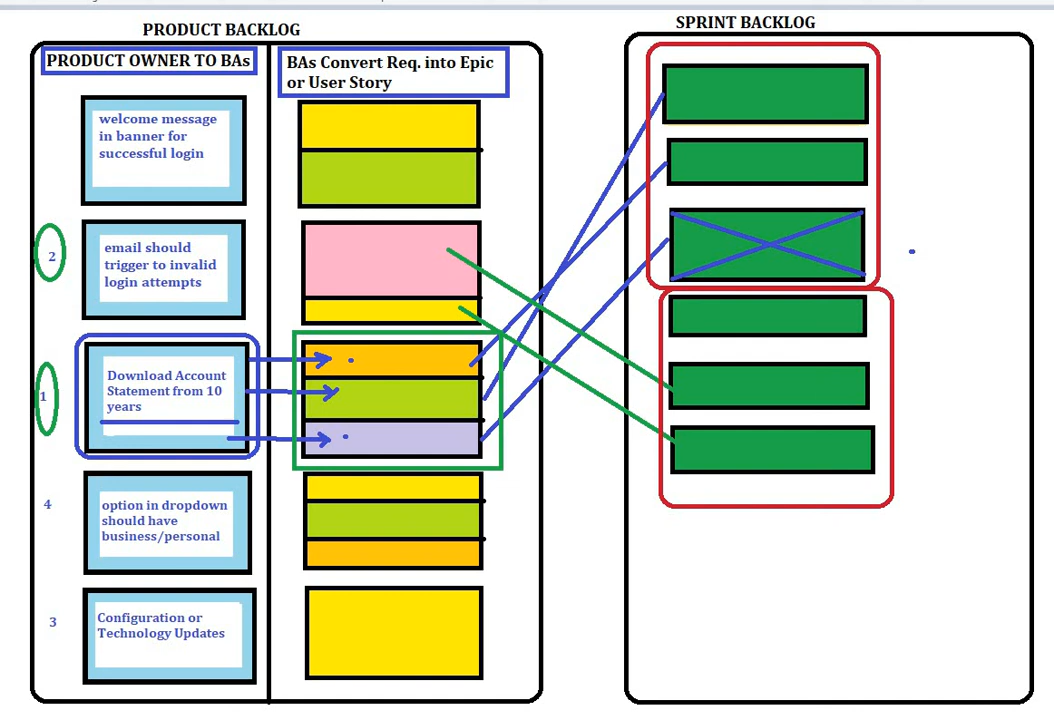 PRODUCT BACKLOG
SPRINT BACKLOG
PRODUCT OWNER TO BAs
BAs Convert Req. into Epic
or User Story
welcome message
in banner for
successful login
2
email should
trigger to invalid
login attempts
1
Download Account
Statement from 10
years
4
option in dropdown
should have
business/personal
3
Configuration or
Technology Updates